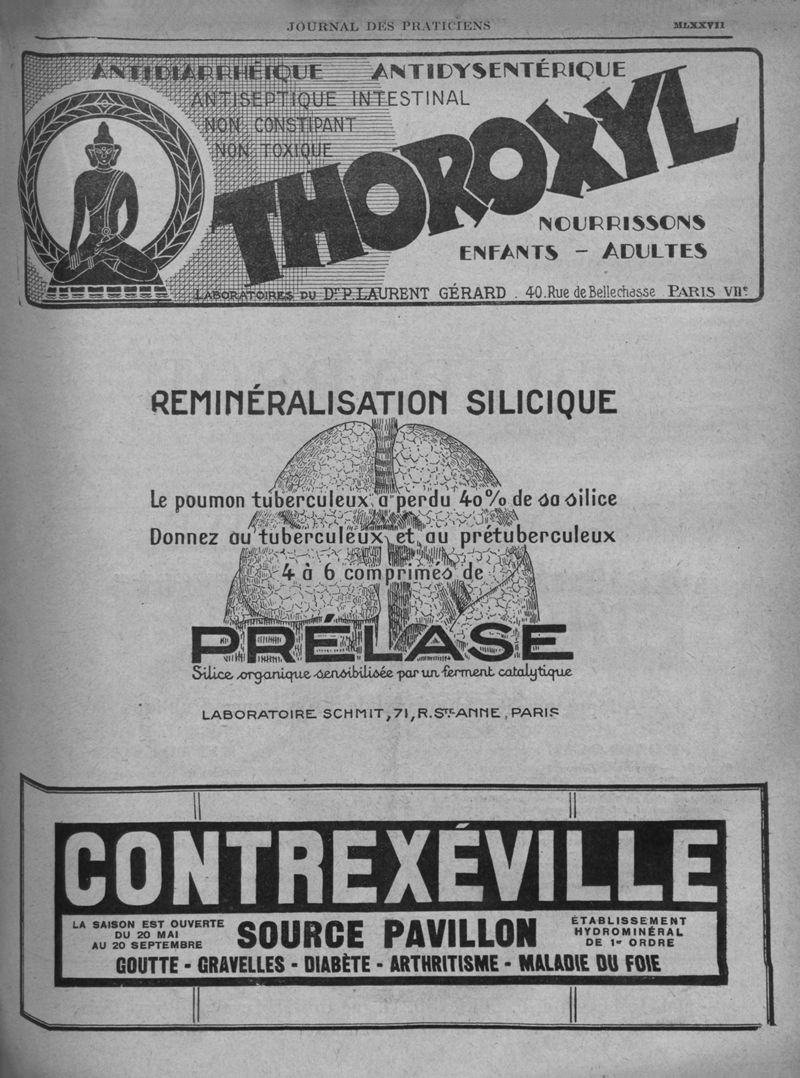 JOURNAL DES PRATICIENS
MLXXVII
ANTIDIARRHÉIQUE ANTIDYSENTÉRIQUE
ANTISEPTIQUE INTESTINAL
NON CONSTIPANT
NON TOXIQUE
THOROXYL
NOURRISSONS
ENFANTS - ADULTES
LABORATOIRES DU Dr P. LAURENT GÉRARD . 40. Rue de Bellechasse PARIS VIIe
REMINÉRALISATION SILICIQUE
Le poumon tuberculeux a perdu 40% de sa silice
Donnez au tuberculeux et au prétuberculeux
4 à 6 comprimés de
PRÉLASE
Silice organique sensibilisée par un ferment catalytique
LABORATOIRE SCHMIT, 71, R. STE-ANNE, PARIS
CONTREXÉVILLE
LA SAISON EST OUVERTE
DU 20 MAI
AU 20 SEPTEMBRE
SOURCE PAVILLON
ÉTABLISSEMENT
HYDROMINÉRAL
DE 1er ORDRE
GOUTTE - GRAVELLES - DIABÈTE - ARTHRITISME - MALADIE DU FOIE